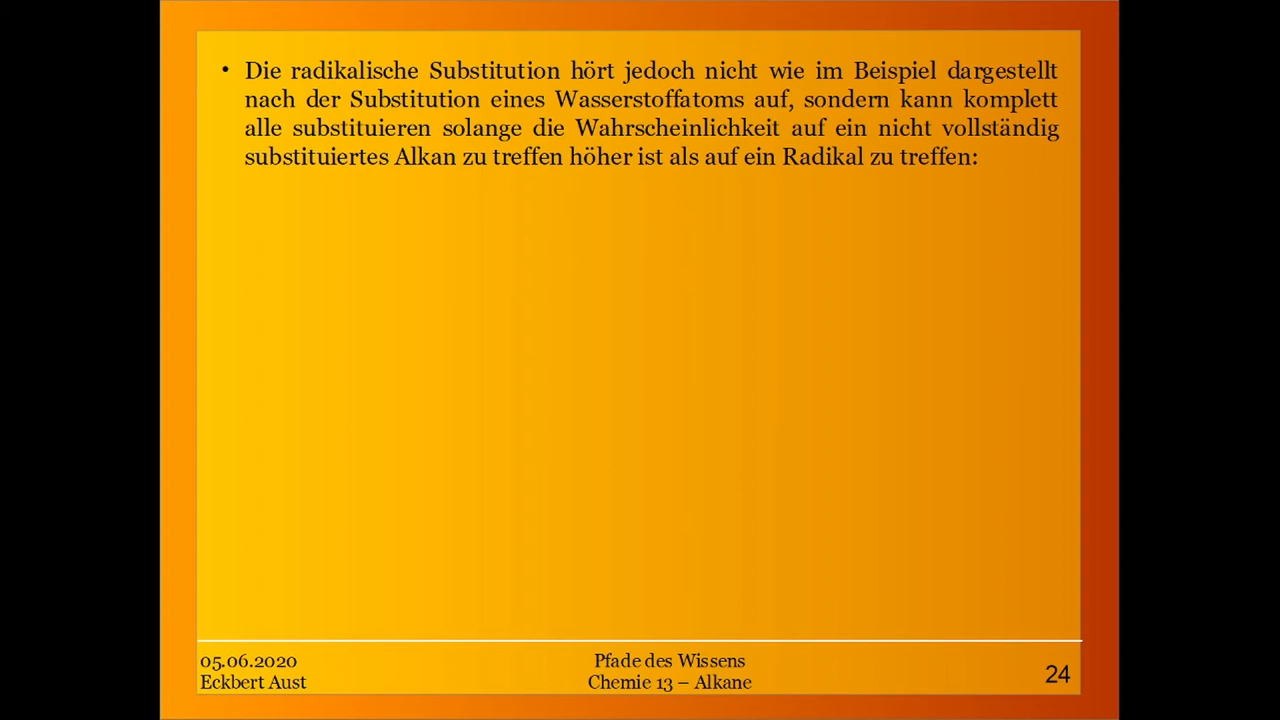 • Die radikalische Substitution hört jedoch nicht wie im Beispiel dargestellt
nach der Substitution eines Wasserstoffatoms auf, sondern kann komplett
alle substituieren solange die Wahrscheinlichkeit auf ein nicht vollständig
substituiertes Alkan zu treffen höher ist als auf ein Radikal zu treffen:
05.06.2020
Eckbert Aust
Pfade des Wissens
Chemie 13 – Alkane
24